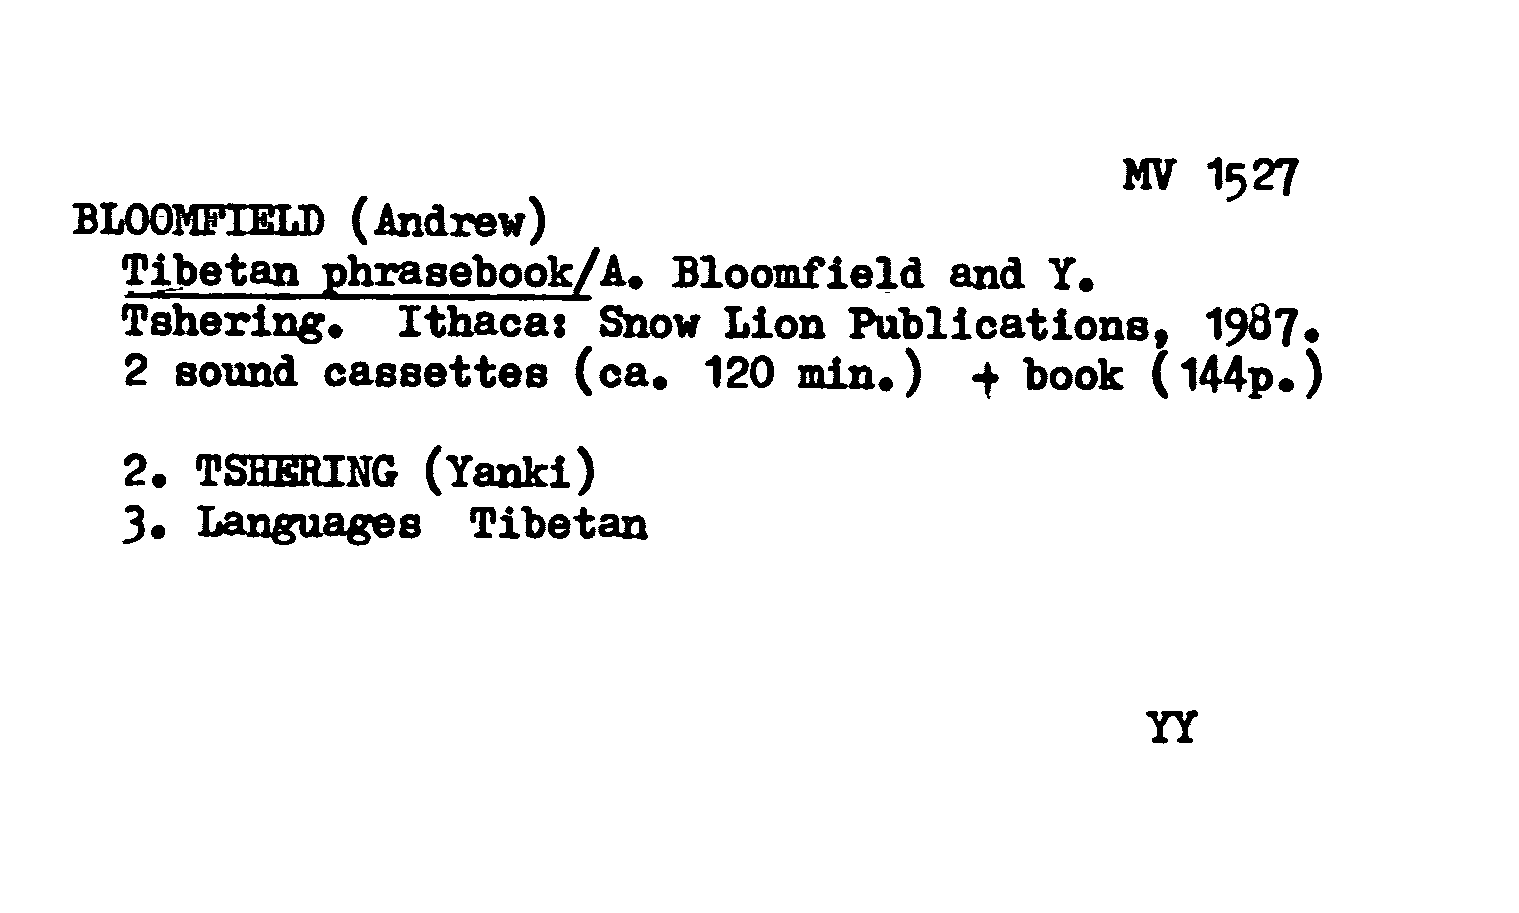 MV 1527
BLOOMFIELD (Andrew)
Tibetan phrasebook/A. Bloomfield and Y.
Tshering. Ithaca: Snow Lion Publications, 1987.
2 sound cassettes (ca. 120 min.) + book (144p.)
2. TSHERING (Yanki)
3. Languages Tibetan
YY